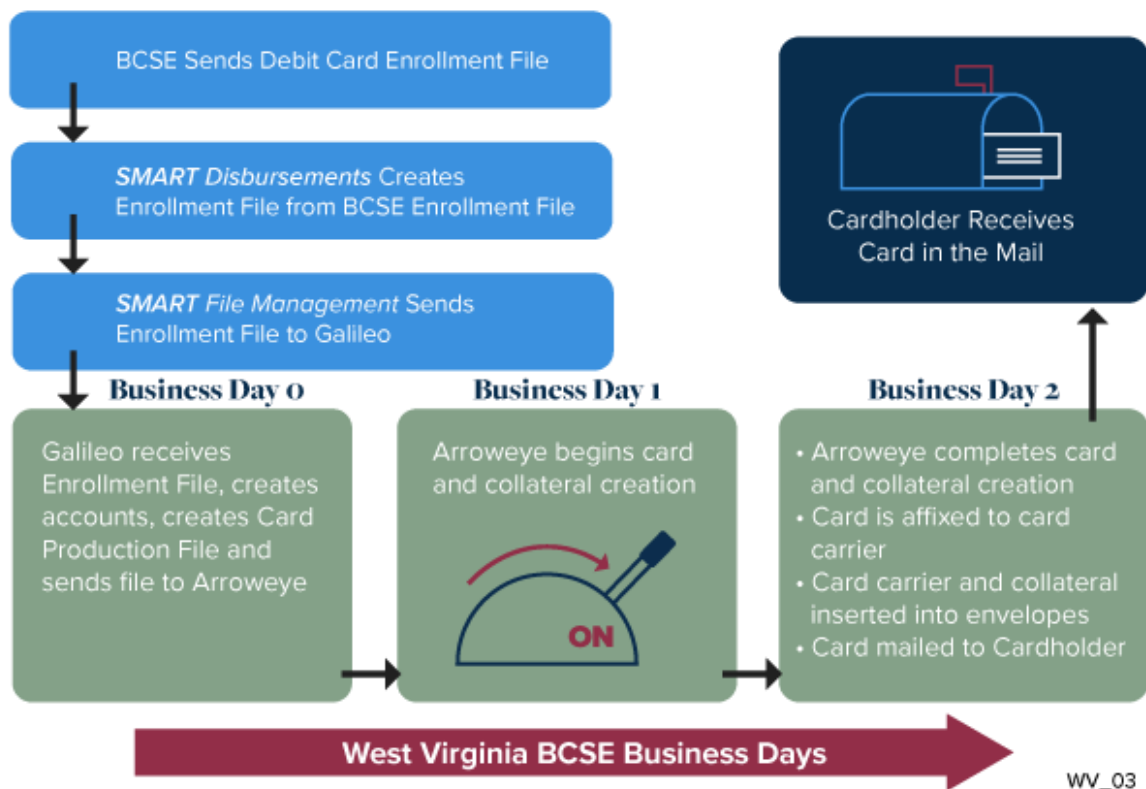 BCSE Sends Debit Card Enrollment File
SMART Disbursements Creates
Enrollment File from BCSE Enrollment File
SMART File Management Sends
Enrollment File to Galileo
Cardholder Receives
Card in the Mail
Business Day 0
Galileo receives
Enrollment File, creates
accounts, creates Card
Production File and
sends file to Arroweye
Business Day 1
Arroweye begins card
and collateral creation
ON
Business Day 2
• Arroweye completes card
and collateral creation
• Card is affixed to card
carrier
• Card carrier and collateral
inserted into envelopes
• Card mailed to Cardholder
West Virginia BCSE Business Days
WV_03